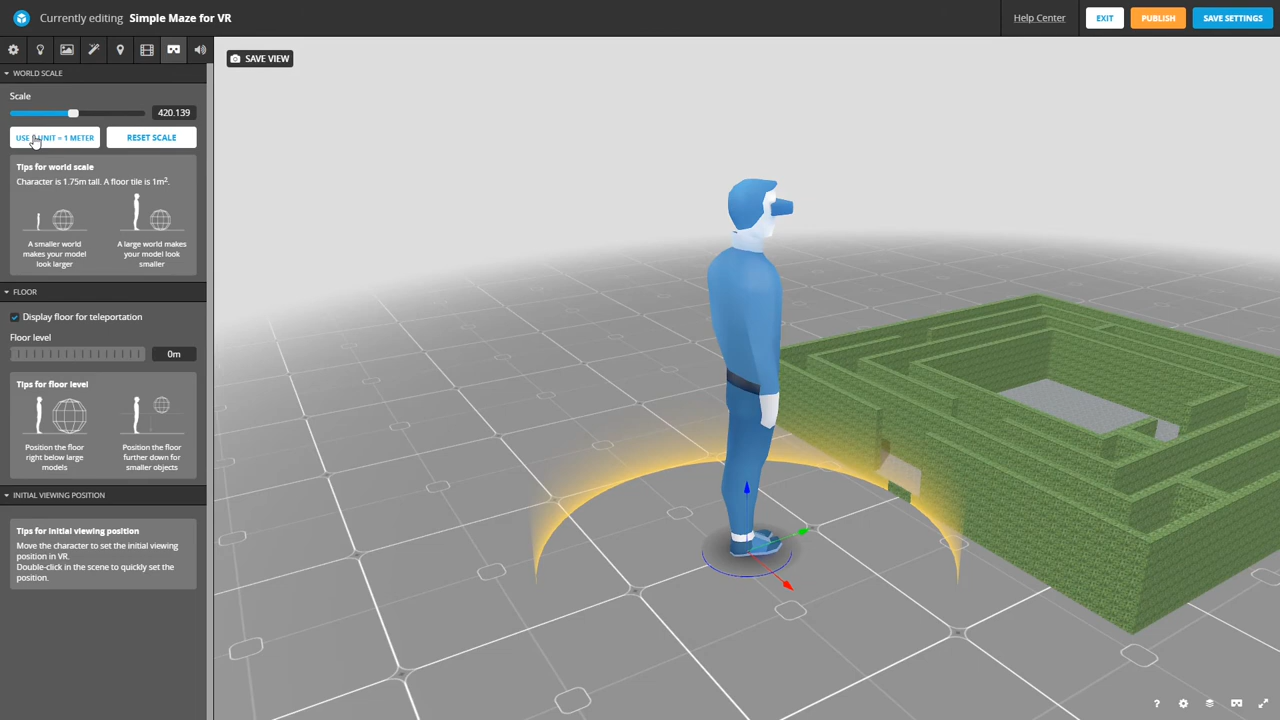 Currently editing Simple Maze for VR
Help Center
EXIT
PUBLISH
SAVE SETTINGS
SAVE VIEW
WORLD SCALE
Scale
420.139
USE 1 UNIT = 1 METER
RESET SCALE
Tips for world scale
Character is 1.75m tall. A floor tile is 1m².
A smaller world
makes your model
look larger
A large world makes
your model look
smaller
FLOOR
Display floor for teleportation
Floor level
0m
Tips for floor level
Position the floor
right below large
models
Position the floor
further down for
smaller objects
INITIAL VIEWING POSITION
Tips for initial viewing position
Move the character to set the initial viewing
position in VR.
Double-click in the scene to quickly set the
position.